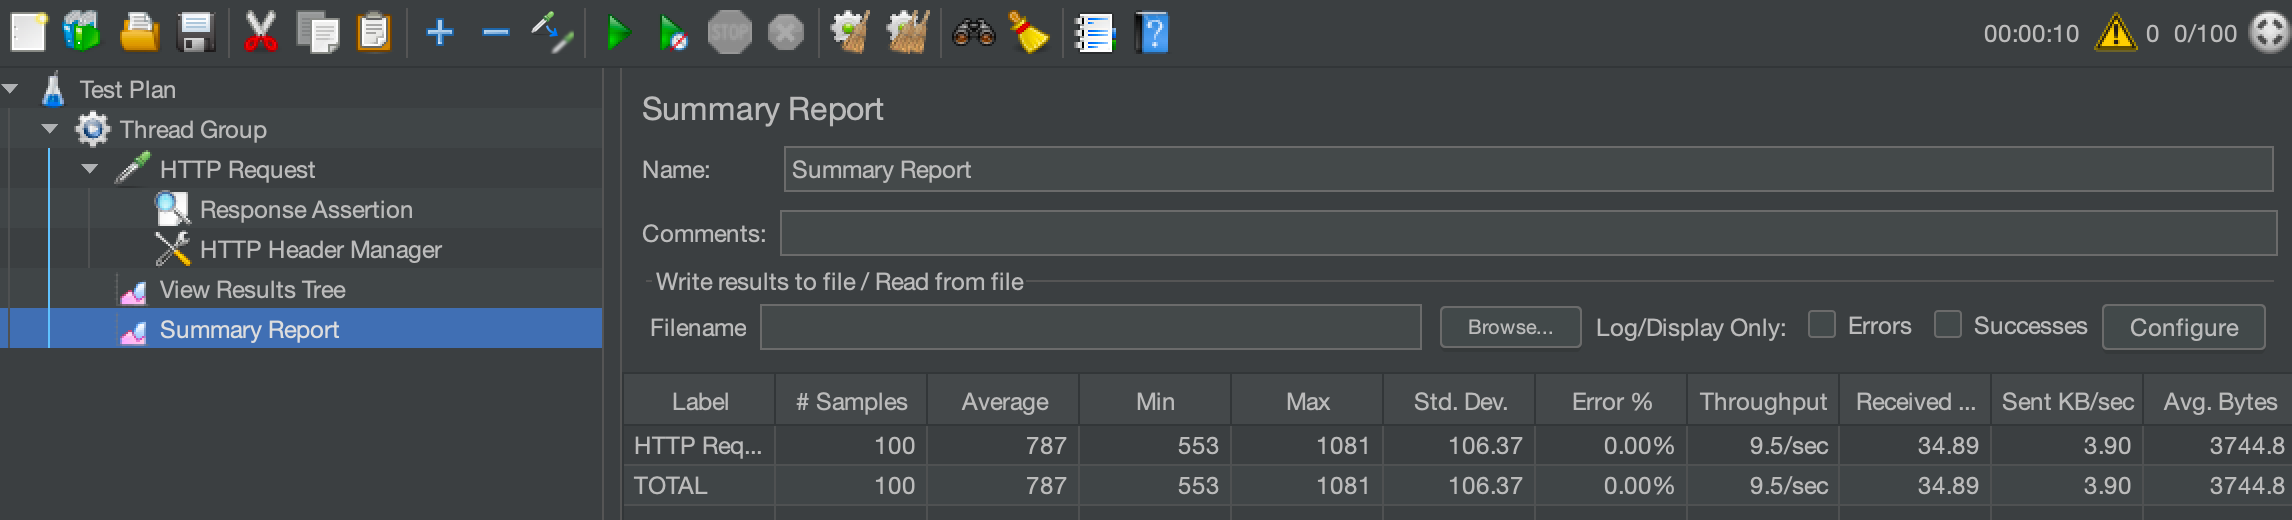 STOP
00:00:10 0 0/100
Test Plan
Thread Group
HTTP Request
Response Assertion
HTTP Header Manager
View Results Tree
Summary Report
Summary Report
Name: Summary Report
Comments:
Write results to file / Read from file
Filename Browse... Log/Display Only: Errors Successes Configure
Label # Samples Average Min Max Std. Dev. Error % Throughput Received ... Sent KB/sec Avg. Bytes
HTTP Req... 100 787 553 1081 106.37 0.00% 9.5/sec 34.89 3.90 3744.8
TOTAL 100 787 553 1081 106.37 0.00% 9.5/sec 34.89 3.90 3744.8